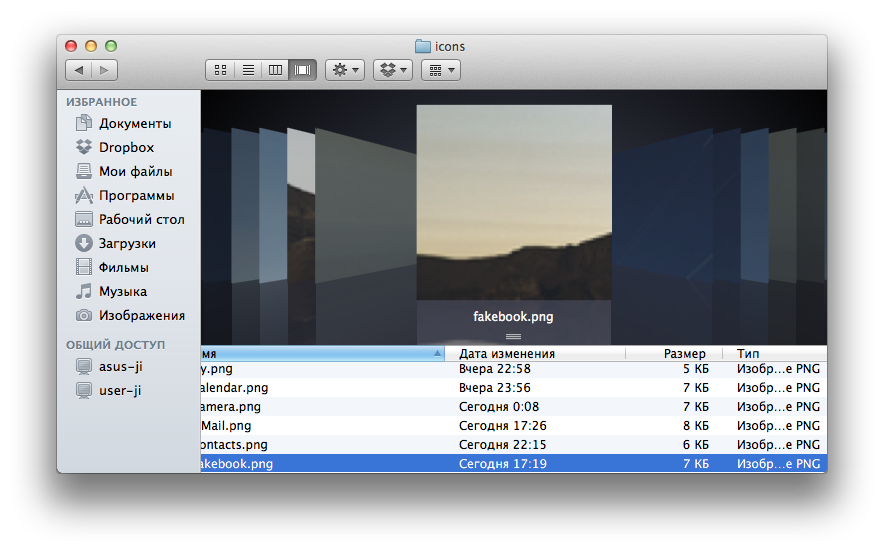 icons
ИЗБРАННОЕ
Документы
Dropbox
Мои файлы
Программы
Рабочий стол
Загрузки
Фильмы
Музыка
Изображения
ОБЩИЙ ДОСТУП
asus-ji
user-ji
fakebook.png
мя Дата изменения Размер Тип
y.png Вчера 22:58 5 КБ Изобр...е PNG
alendar.png Вчера 23:56 7 КБ Изобр...е PNG
amera.png Сегодня 0:08 7 КБ Изобр...е PNG
Mail.png Сегодня 17:26 8 КБ Изобр...е PNG
ontacts.png Сегодня 22:15 6 КБ Изобр...е PNG
akebook.png Сегодня 17:19 7 КБ Изобр...е PNG